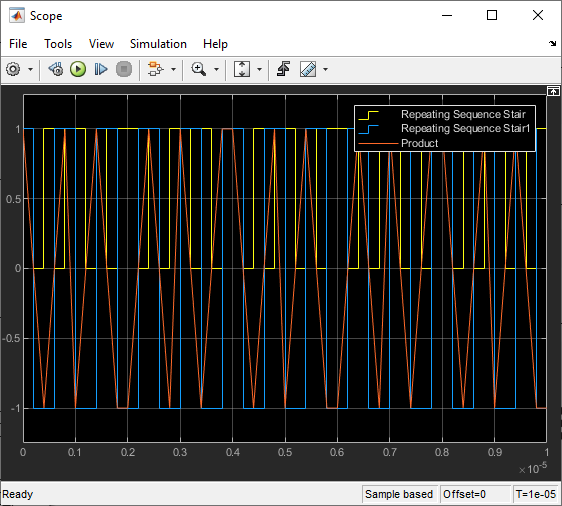 Scope
File Tools View Simulation Help
Repeating Sequence Stair
Repeating Sequence Stair1
Product
1
0.5
0
-0.5
-1
0 0.1 0.2 0.3 0.4 0.5 0.6 0.7 0.8 0.9 1
×10^-5
Ready
Sample based Offset=0 T=1e-05